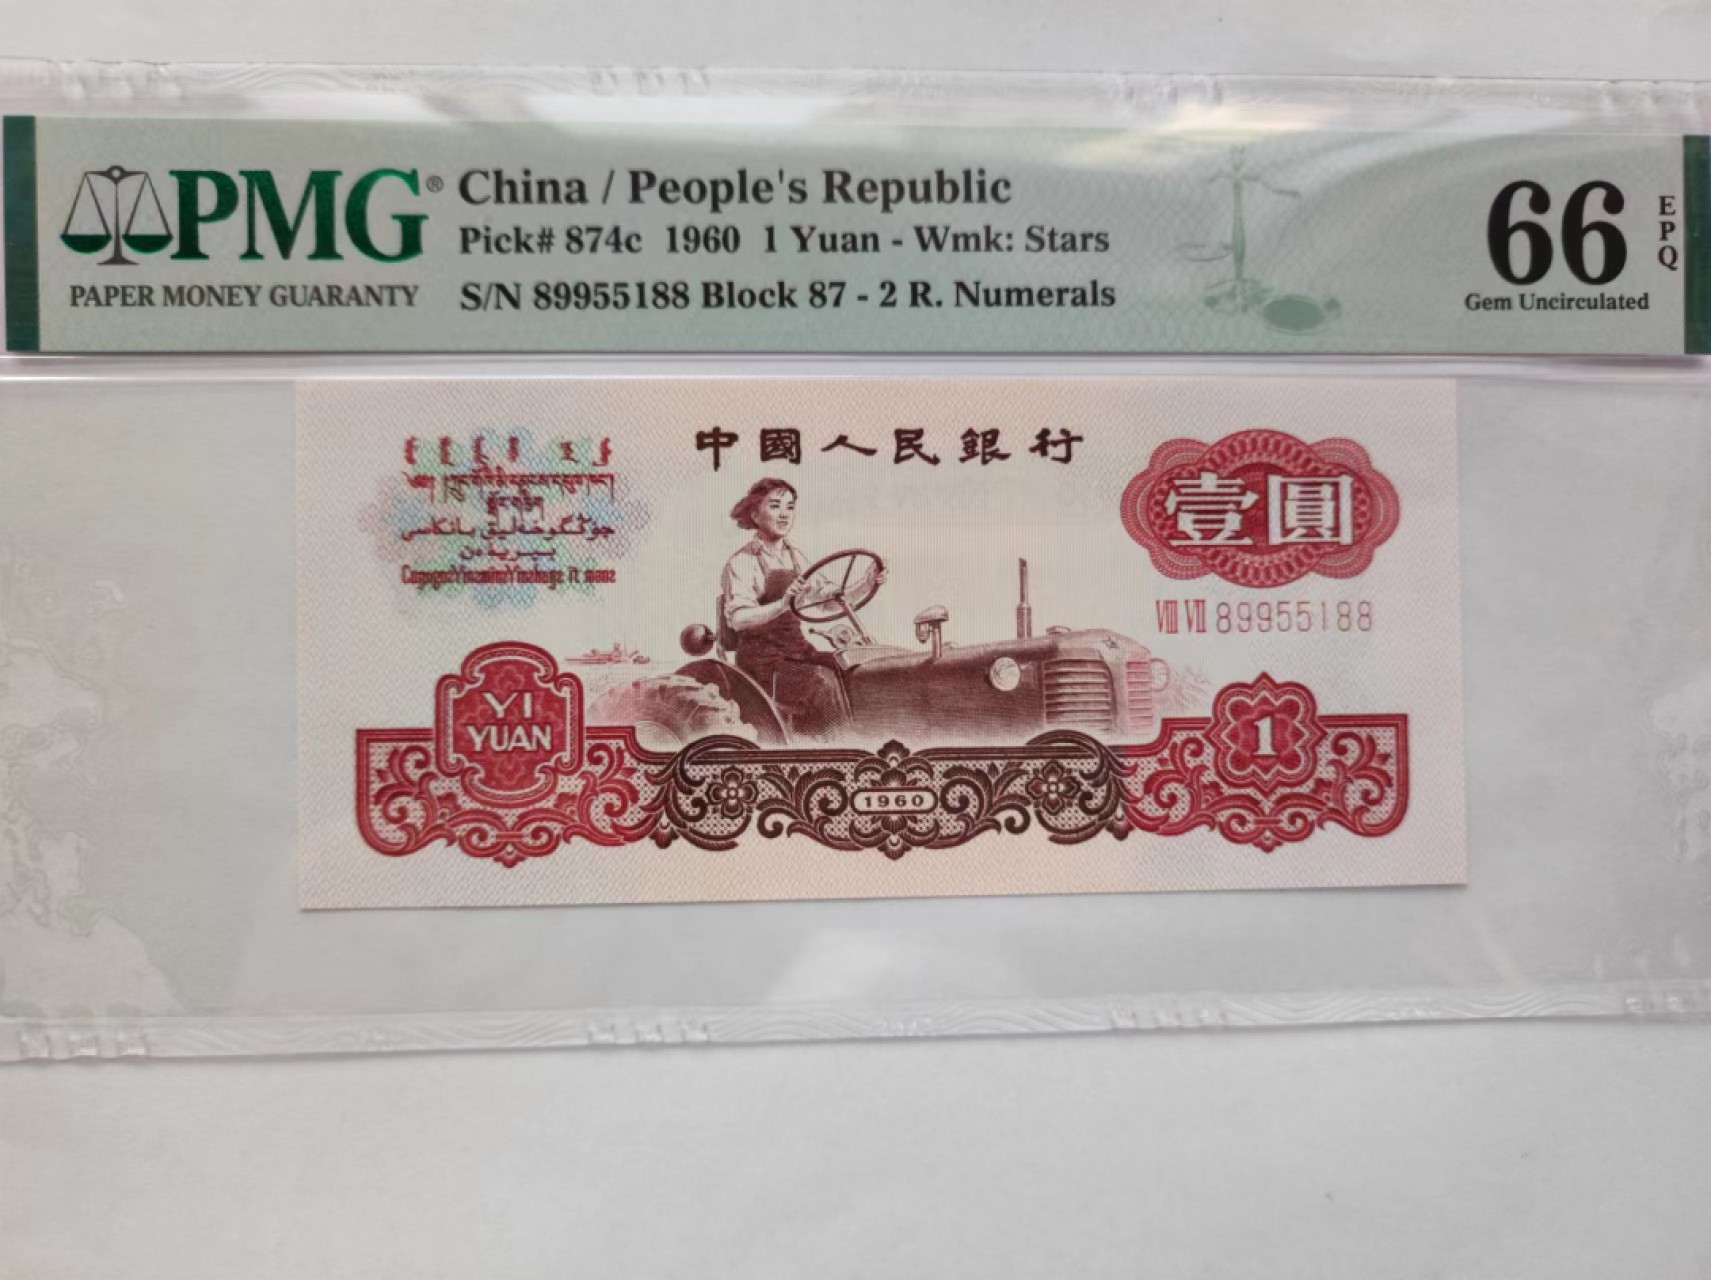 PMG®
PAPER MONEY GUARANTY
China / People's Republic
Pick# 874c 1960 1 Yuan - Wmk: Stars
S/N 89955188 Block 87 - 2 R. Numerals
66
EPQ
Gem Uncirculated
中國人民銀行
壹圓
VIII VII 89955188
YI
YUAN
1960
1